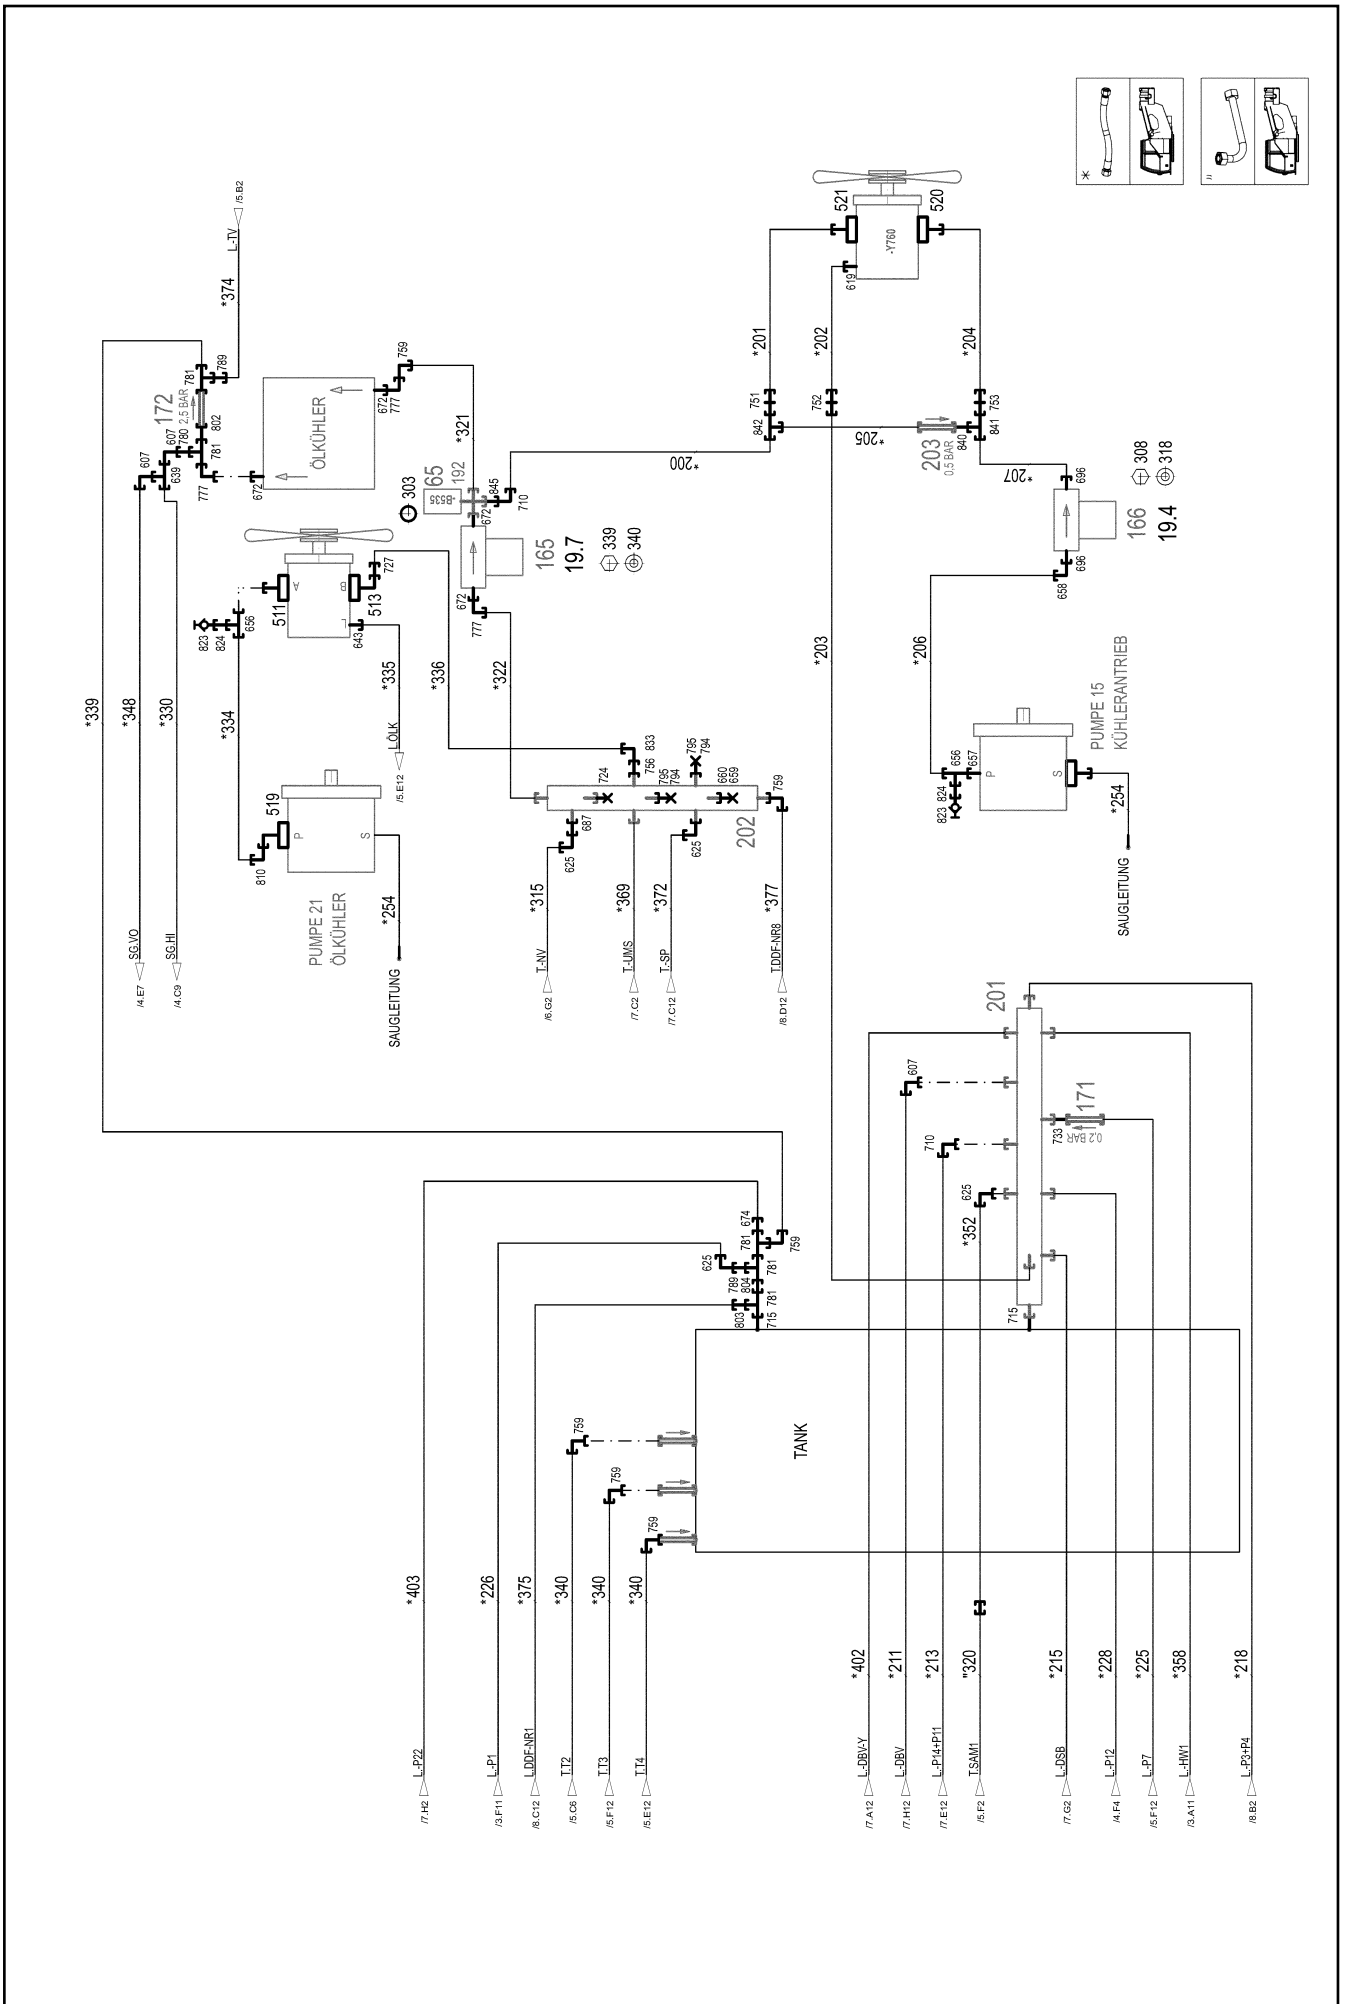 /5.B2
L.-TV
*374
*339
*348
*330
*334
*335
*336
*322
*321
SG.VO
/4.E7
SG.HI
/4.C9
607
639
607
780
172
2,5 BAR
781
781
789
802
777
672
ÖLKÜHLER
672
777
759
303
65
192
-B535
845
710
672
672
777
165
19.7
339
340
823
824
656
511
A
B
L
513
727
643
L.ÖLK
/5.E12
810
519
P
S
PUMPE 21
ÖLKÜHLER
*254
SAUGLEITUNG
833
756
724
795
794
795
794
660
659
759
687
625
625
202
*315
*369
*372
*377
T.-NV
/6.G2
T.-UMS
/7.C2
T.-SP
/7.C12
T.DDF-NR8
/8.D12
521
520
-Y760
619
*201
*202
*204
751
752
753
842
841
840
*205
*200
203
0,5 BAR
*207
696
696
658
166
19.4
308
318
*203
*206
656
657
824
823
P
S
PUMPE 15
KÜHLERANTRIEB
*254
SAUGLEITUNG
*
"
201
607
710
625
*352
733
171
0,2 BAR
715
674
781
759
781
625
789
804
781
803
715
TANK
759
759
759
*403
*226
*375
*340
*340
*340
L.-P22
/7.H2
L.-P1
/3.F11
L.DDF-NR1
/8.C12
T.T2
/5.C6
T.T3
/5.F12
T.T4
/5.E12
*402
*211
*213
"320
*215
*228
*225
*358
*218
L.-DBV-Y
/7.A12
L.-DBV
/7.H12
L.-P14+P11
/7.E12
T.SAM1
/5.F2
L.-DSB
/7.G2
L.-P12
/4.F4
L.-P7
/5.F12
L.-HW1
/3.A11
L.-P3+P4
/8.B2